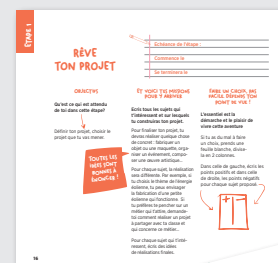 ÉTAPE 1
RÊVE
TON PROJET
Échéance de l'étape :
Commence le
Se terminera le
OBJECTIF
Qu'est ce qui est attendu
de toi dans cette étape?
Définir ton projet, choisir le
projet que tu vas mener.
TOUTES LES
IDÉES SONT
BONNES À
ÉNONCER !
ET VOICI TES MISSIONS
POUR Y ARRIVER
Ecris tous les sujets qui
t'intéressent et sur lesquels
tu construiras ton projet.
Pour finaliser ton projet, tu
devras réaliser quelque chose
de concret : fabriquer un
objet ou une maquette, orga-
niser un événement, compo-
ser une œuvre artistique...
Pour chaque sujet, la réalisation
sera différente. Par exemple, si
tu choisis le thème de l'énergie
éolienne, tu peux envisager
la fabrication d'une petite
éolienne qui fonctionne. Si
tu préfères te pencher sur un
métier qui t'attire, demande-
toi comment réaliser un projet
à partager avec ta classe et
qui concerne ce métier...
Pour chaque sujet qui t'inté-
ressent, écris des idées
de réalisations finales.
FAIRE UN CHOIX, PAS
FACILE. DÉFENDS TON
POINT DE VUE !
L'essentiel est la
démarche et le plaisir de
vivre cette aventure
Si tu as du mal à faire
un choix, prends une
feuille blanche, divise-
la en 2 colonnes.
Dans celle de gauche, écris les
points positifs et dans celle
de droite, les points négatifs
pour chaque sujet proposé.
16